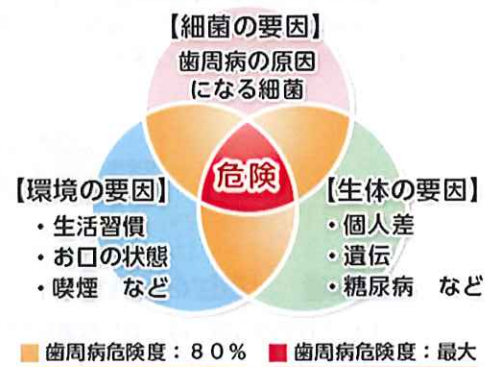 【細菌の要因】
歯周病の原因
になる細菌
危険
【環境の要因】
・生活習慣
・お口の状態
・喫煙 など
【生体の要因】
・個人差
・遺伝
・糖尿病 など
歯周病危険度：８０％
歯周病危険度：最大